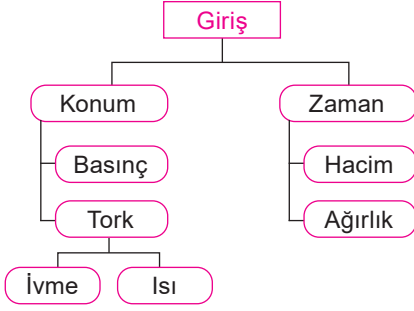 Giriş
Konum
Zaman
Basınç
Hacim
Tork
Ağırlık
İvme
Isı